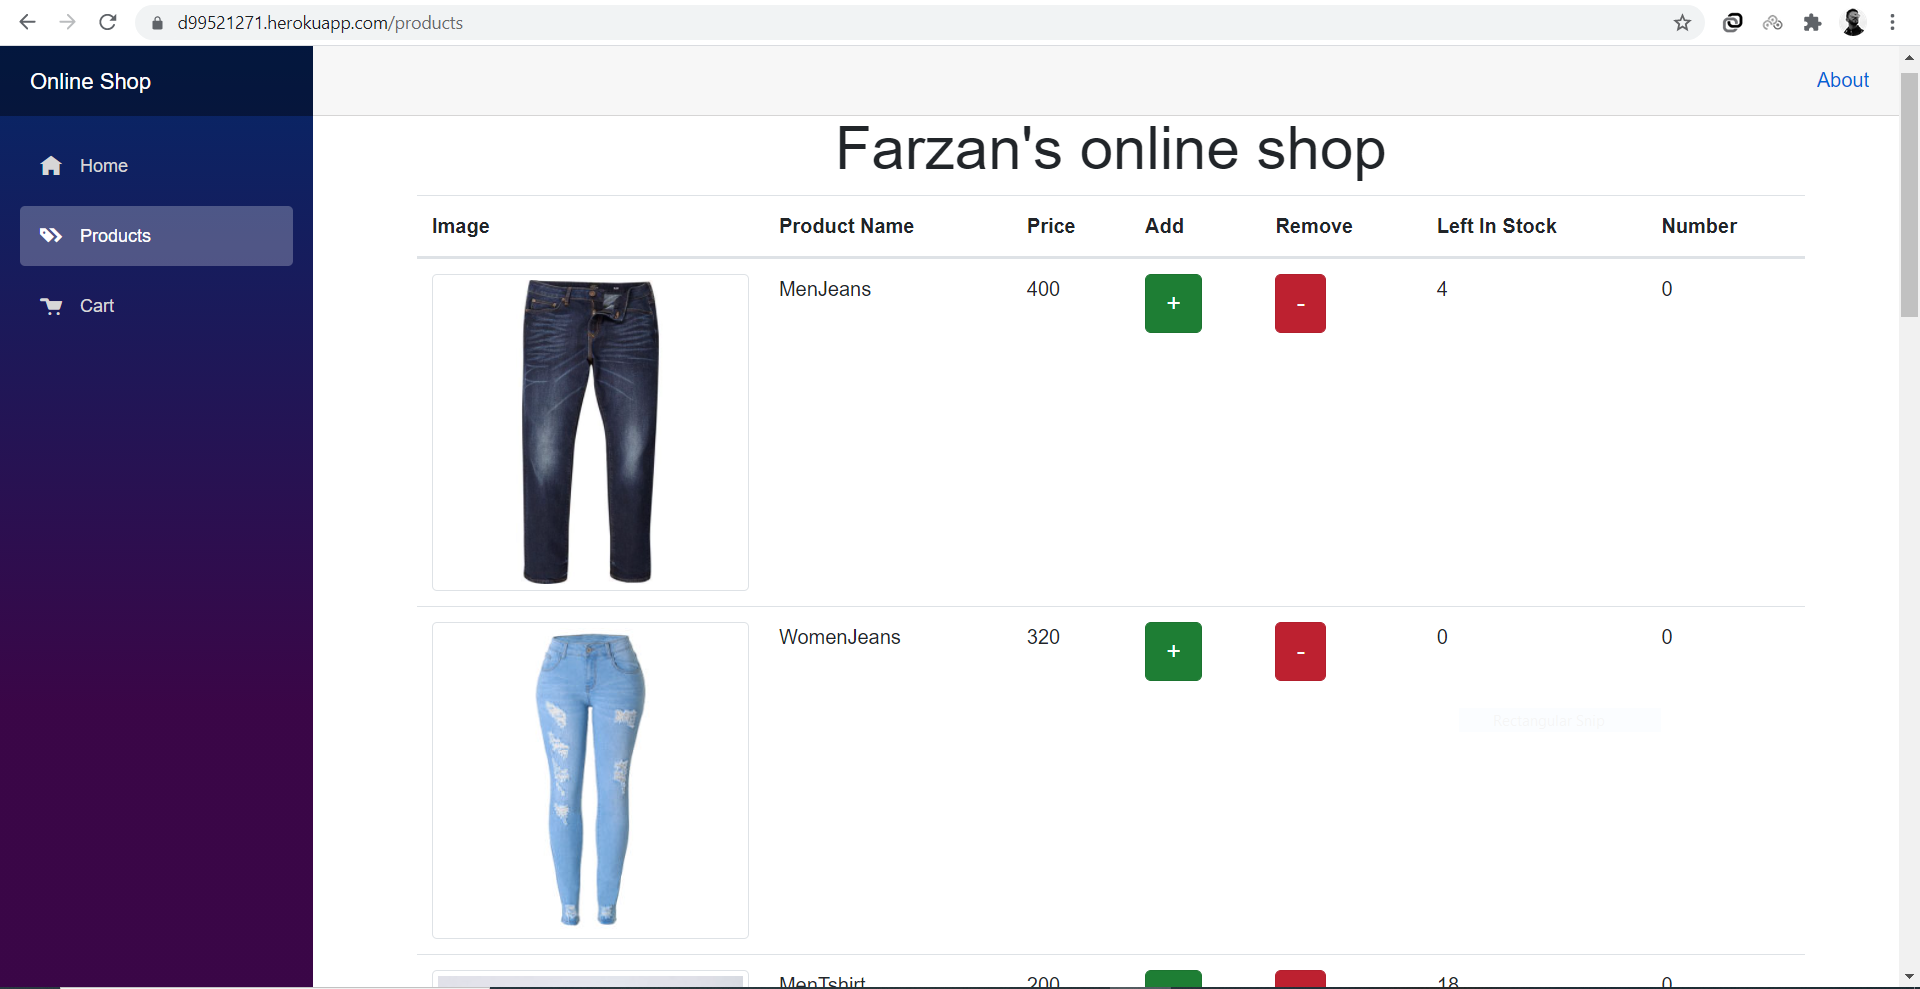 d99521271.herokuapp.com/products
Online Shop
About
Home
Products
Cart
Farzan's online shop
Image Product Name Price Add Remove Left In Stock Number
MenJeans 400 + - 4 0
WomenJeans 320 + - 0 0
Rectangular Snip
MenTshirt 200 18 0